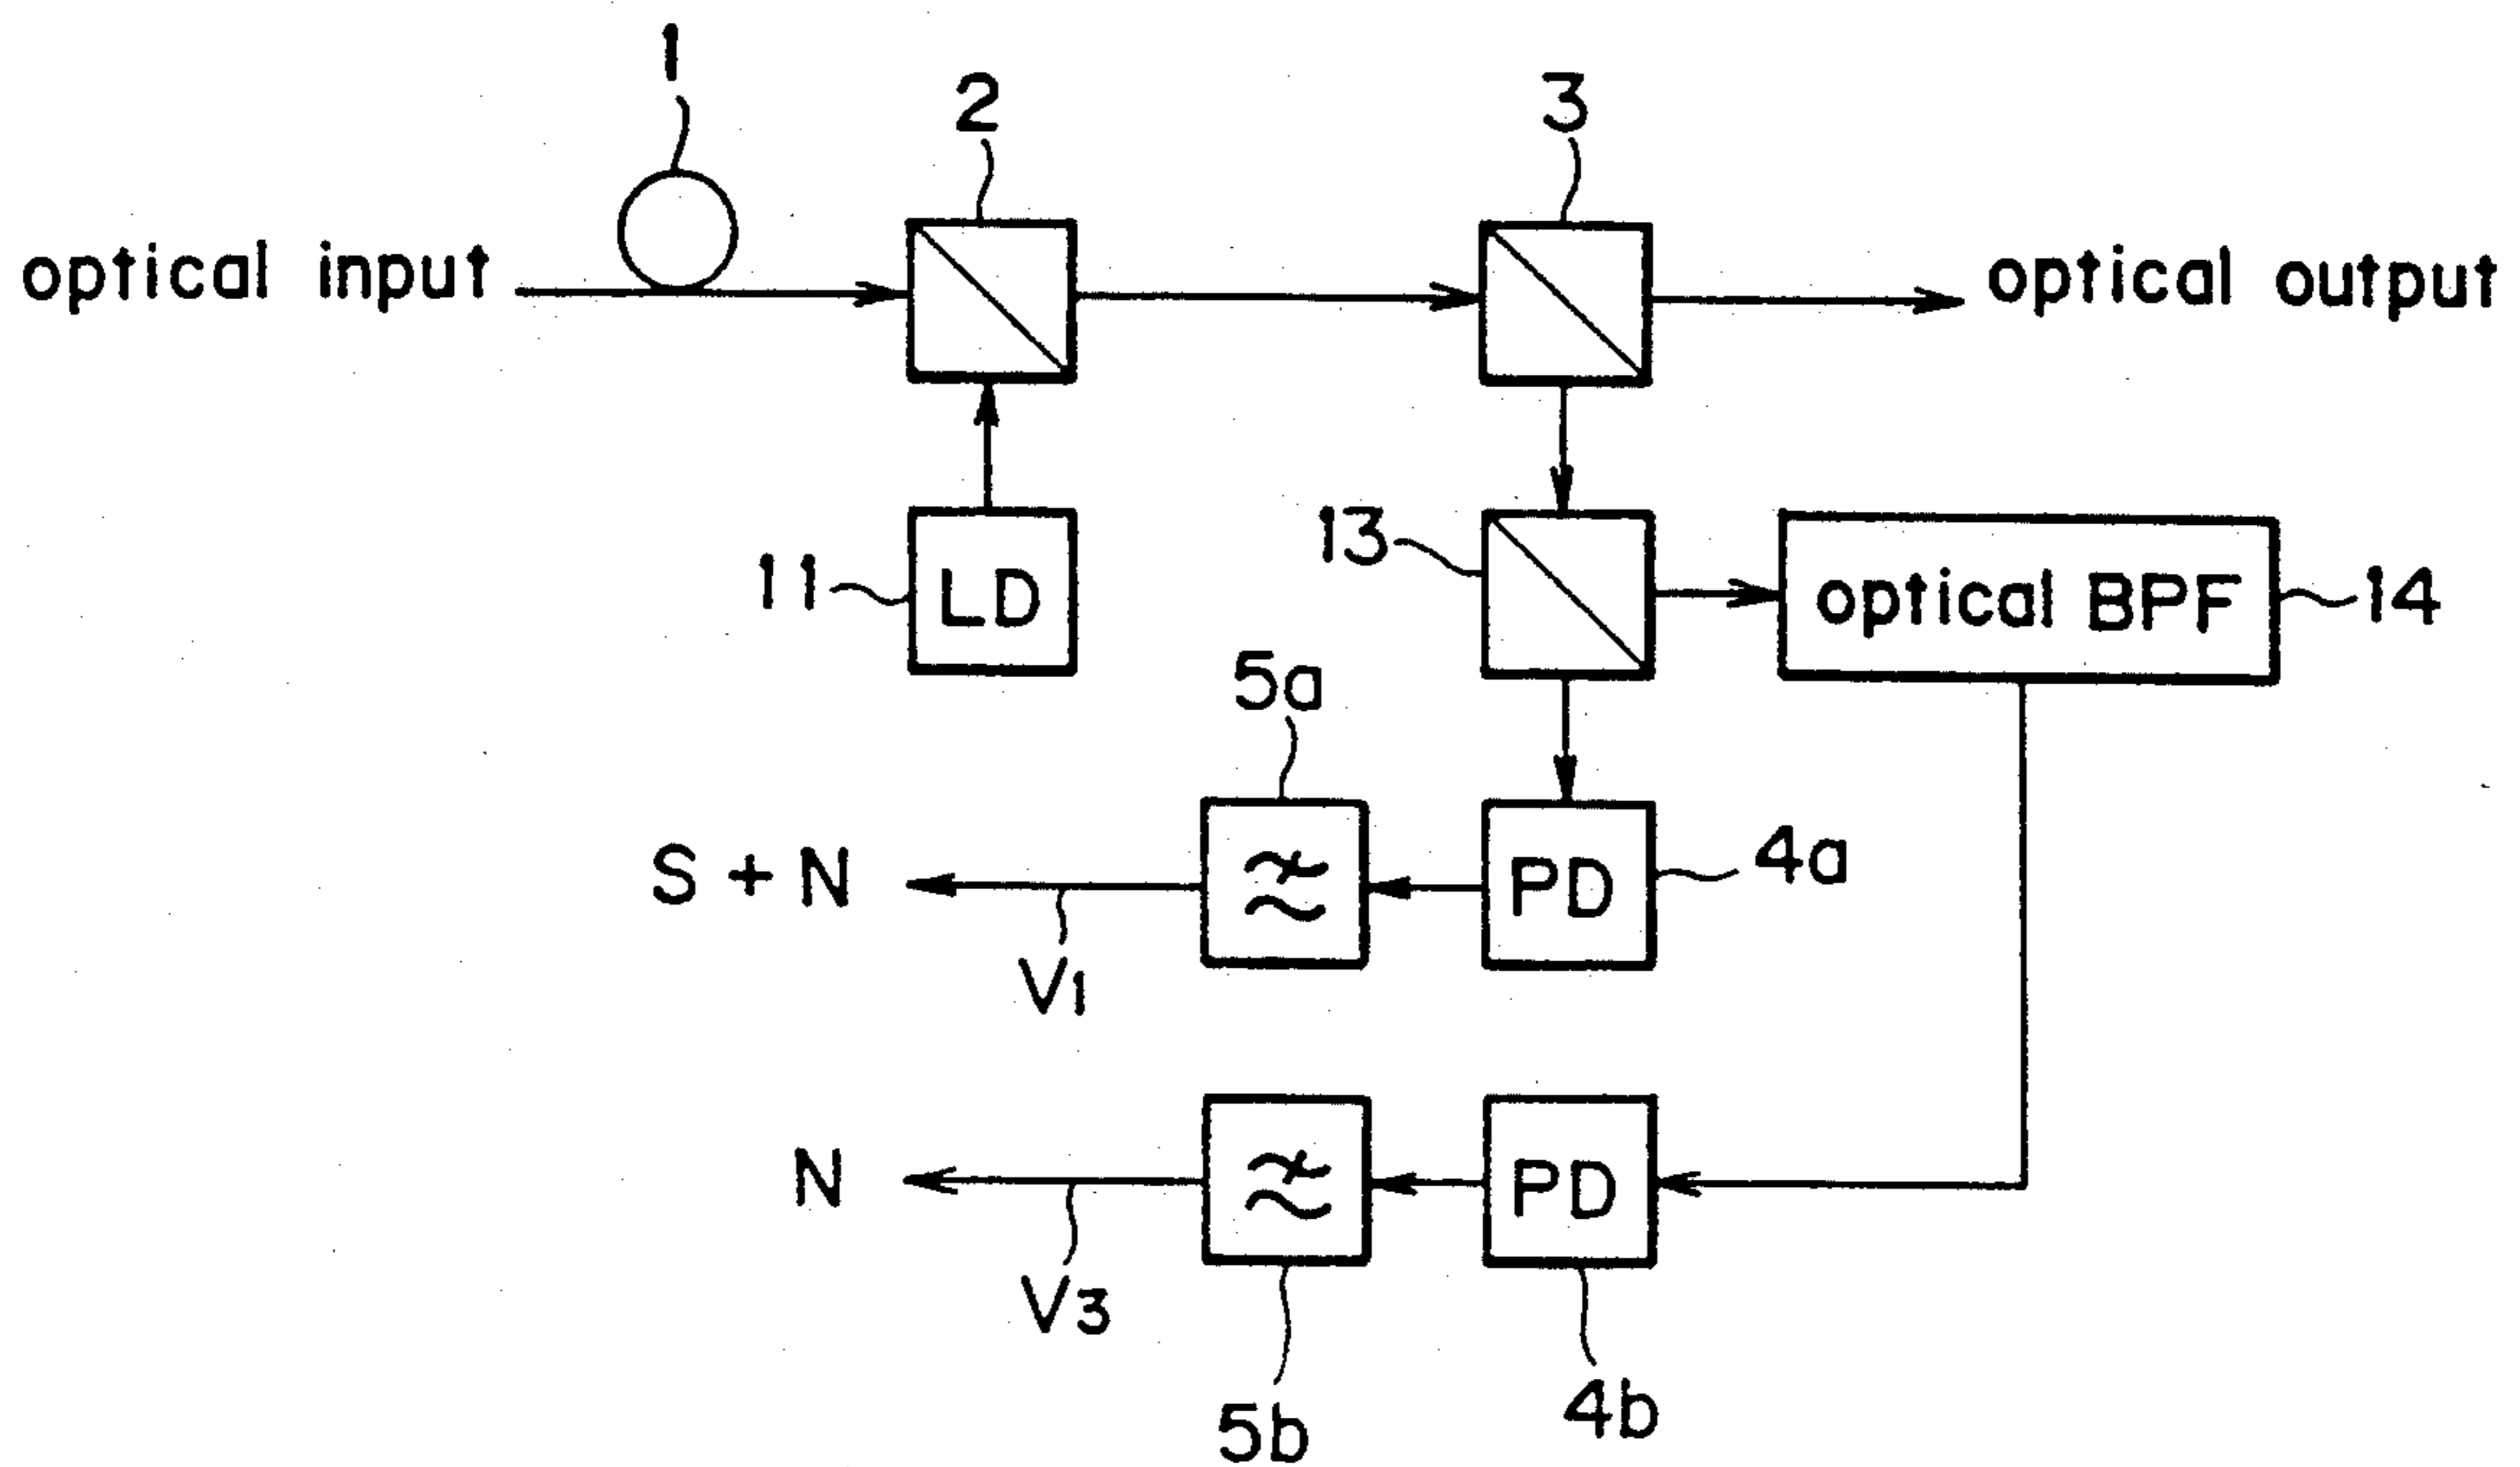 1
2
3
optical input
optical output
11
LD
13
optical BPF
14
5a
S + N
V1
PD
4a
N
V3
PD
5b
4b